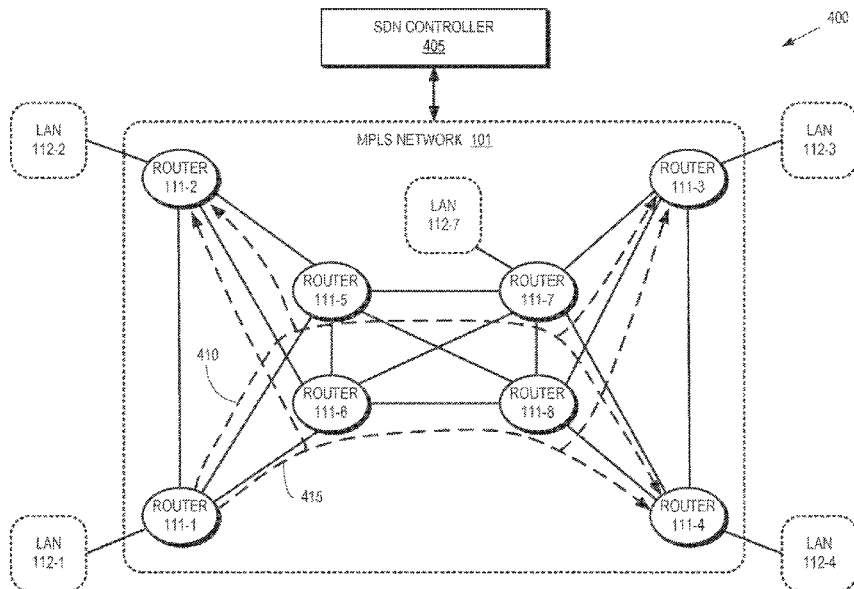 SDN CONTROLLER
405
400
LAN
112-2
MPLS NETWORK 101
LAN
112-3
ROUTER
111-2
ROUTER
111-3
LAN
112-7
ROUTER
111-5
ROUTER
111-7
410
ROUTER
111-6
ROUTER
111-8
415
ROUTER
111-1
ROUTER
111-4
LAN
112-1
LAN
112-4